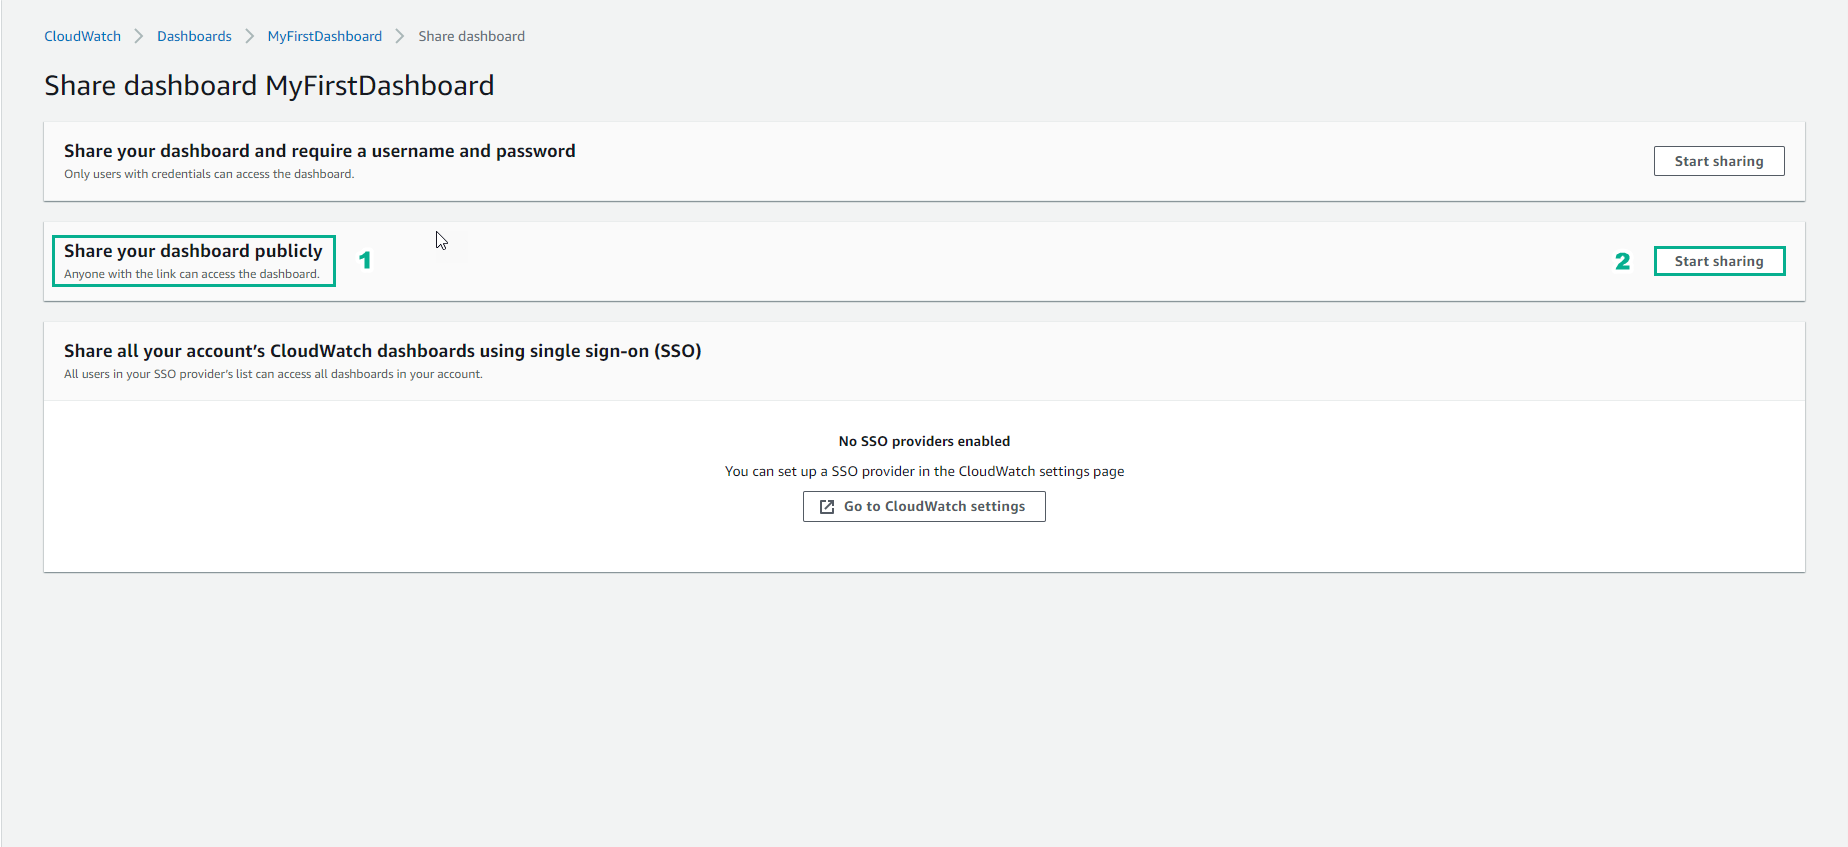 CloudWatch > Dashboards > MyFirstDashboard > Share dashboard
Share dashboard MyFirstDashboard
Share your dashboard and require a username and password
Only users with credentials can access the dashboard.
Start sharing
Share your dashboard publicly
Anyone with the link can access the dashboard.
1
2
Start sharing
Share all your account’s CloudWatch dashboards using single sign-on (SSO)
All users in your SSO provider’s list can access all dashboards in your account.
No SSO providers enabled
You can set up a SSO provider in the CloudWatch settings page
Go to CloudWatch settings